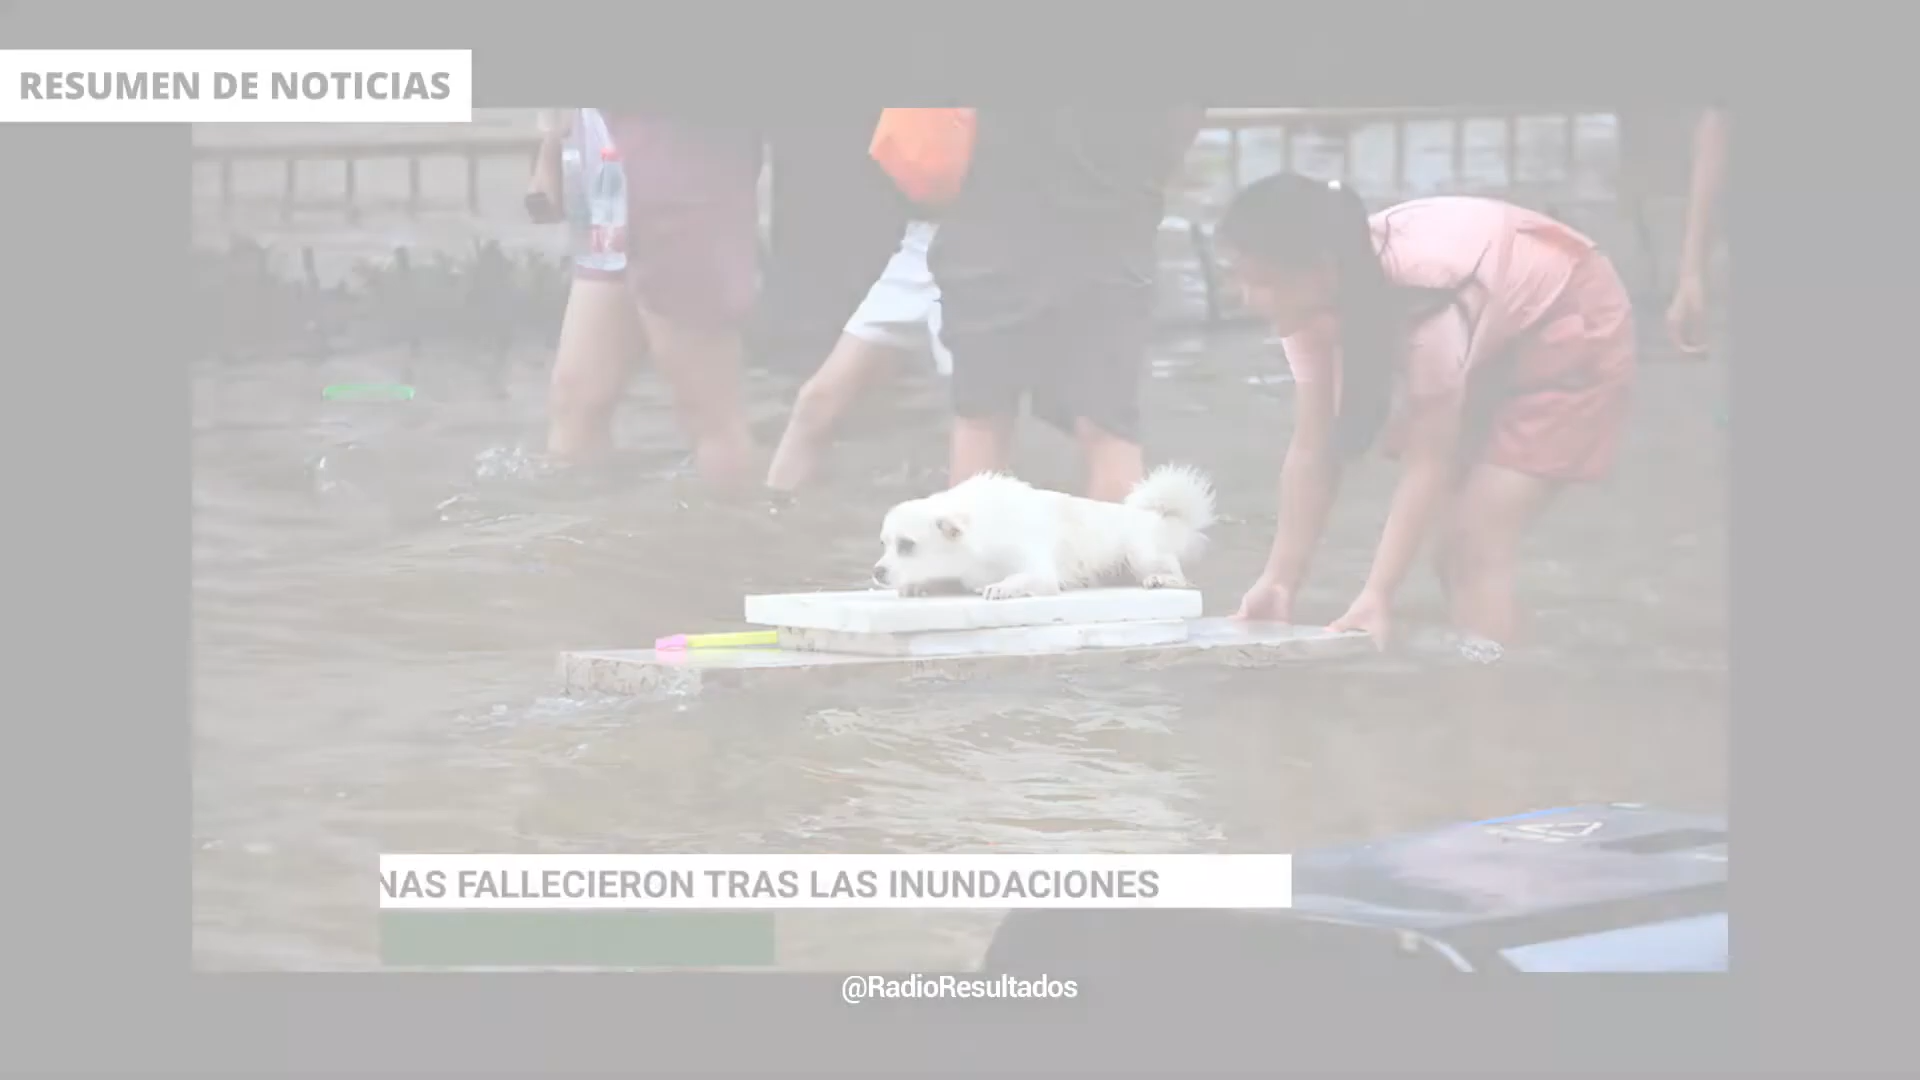 RESUMEN DE NOTICIAS
NAS FALLECIERON TRAS LAS INUNDACIONES
@RadioResultados